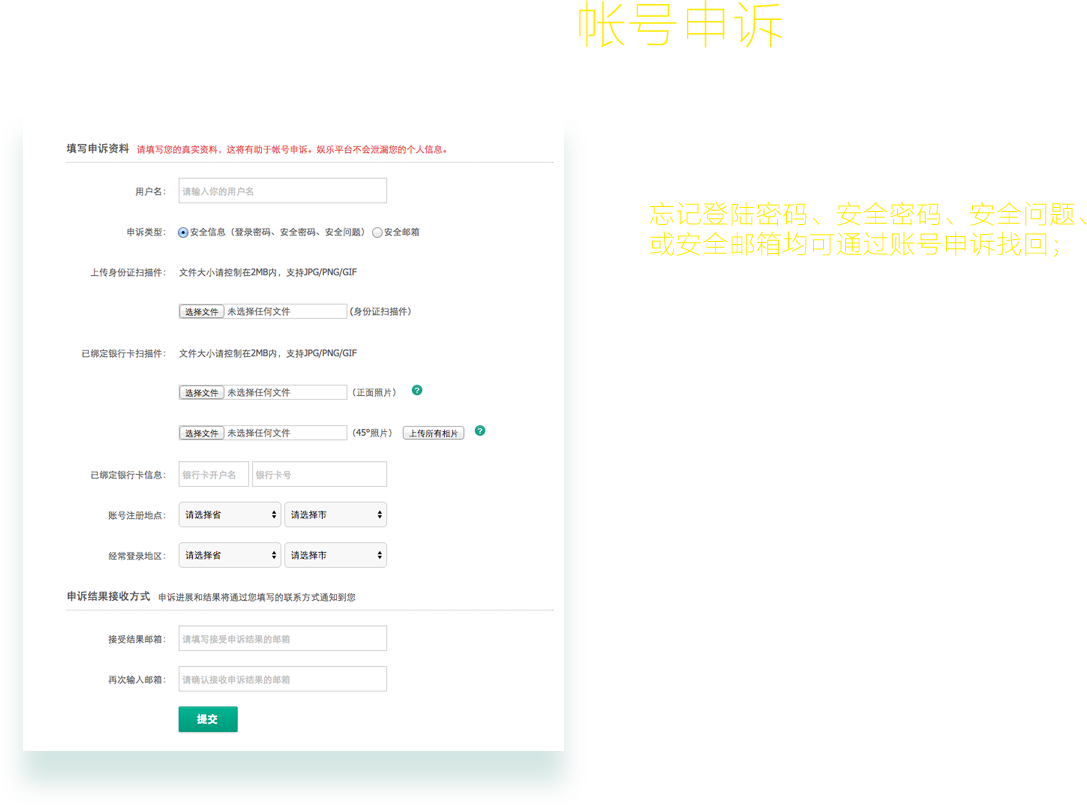 帐号申诉
填写申诉资料 请填写您的真实资料，这将有助于帐号申诉。娱乐平台不会泄漏您的个人信息。
用户名： 请输入你的用户名
申诉类型： 安全信息（登录密码、安全密码、安全问题） 安全邮箱
上传身份证扫描件： 文件大小请控制在2MB内，支持JPG/PNG/GIF
选择文件 未选择任何文件 (身份证扫描件)
已绑定银行卡扫描件： 文件大小请控制在2MB内，支持JPG/PNG/GIF
选择文件 未选择任何文件 (正面照片) ?
选择文件 未选择任何文件 (45°照片) 上传所有相片 ?
已绑定银行卡信息： 银行卡开户名 银行卡号
账号注册地点： 请选择省 请选择市
经常登录地区： 请选择省 请选择市
申诉结果接收方式 申诉进展和结果将通过您填写的联系方式通知到您
接受结果邮箱： 请填写接受申诉结果的邮箱
再次输入邮箱： 请确认接收申诉结果的邮箱
提交
忘记登陆密码、安全密码、安全问题、
或安全邮箱均可通过账号申诉找回；